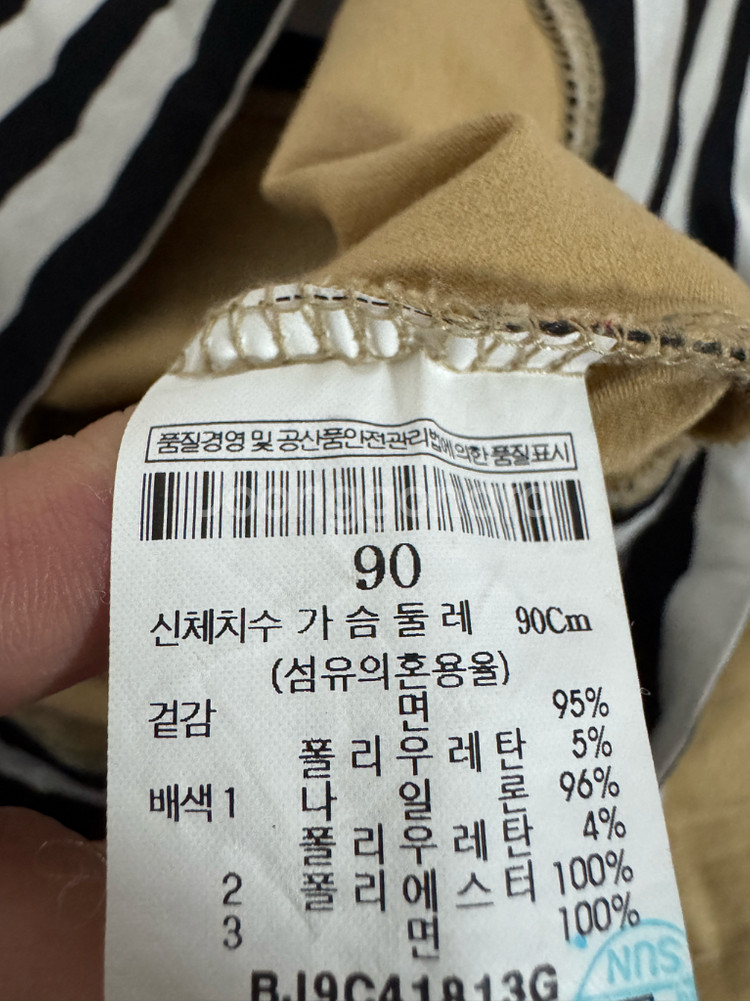 품질경영 및 공산품안전관리법에의한 품질표시
90
신체치수 가 슴 둘 레 90Cm
(섬유의혼용율)
겉감 면 95%
폴 리 우 레 탄 5%
배색 1 나 일 론 96%
폴 리 우 레 탄 4%
2 폴 리 에 스 터 100%
3 면 100%
BJ9C41813G
SUN